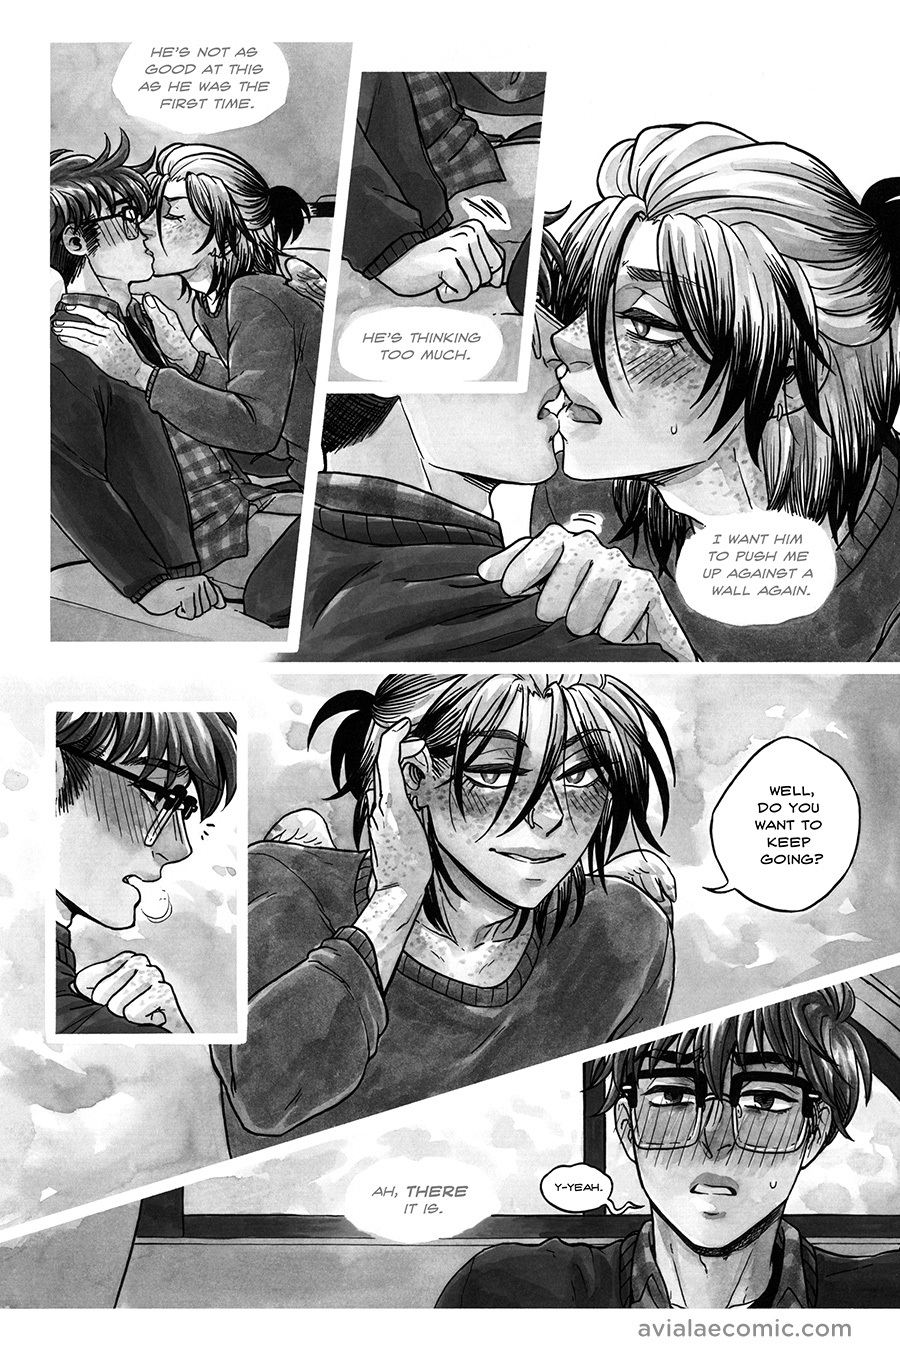 HE'S NOT AS
GOOD AT THIS
AS HE WAS THE
FIRST TIME.
HE'S THINKING
TOO MUCH.
I WANT HIM
TO PUSH ME
UP AGAINST A
WALL AGAIN.
WELL,
DO YOU
WANT TO
KEEP
GOING?
AH, THERE
IT IS.
Y-YEAH.
avialaecomic.com